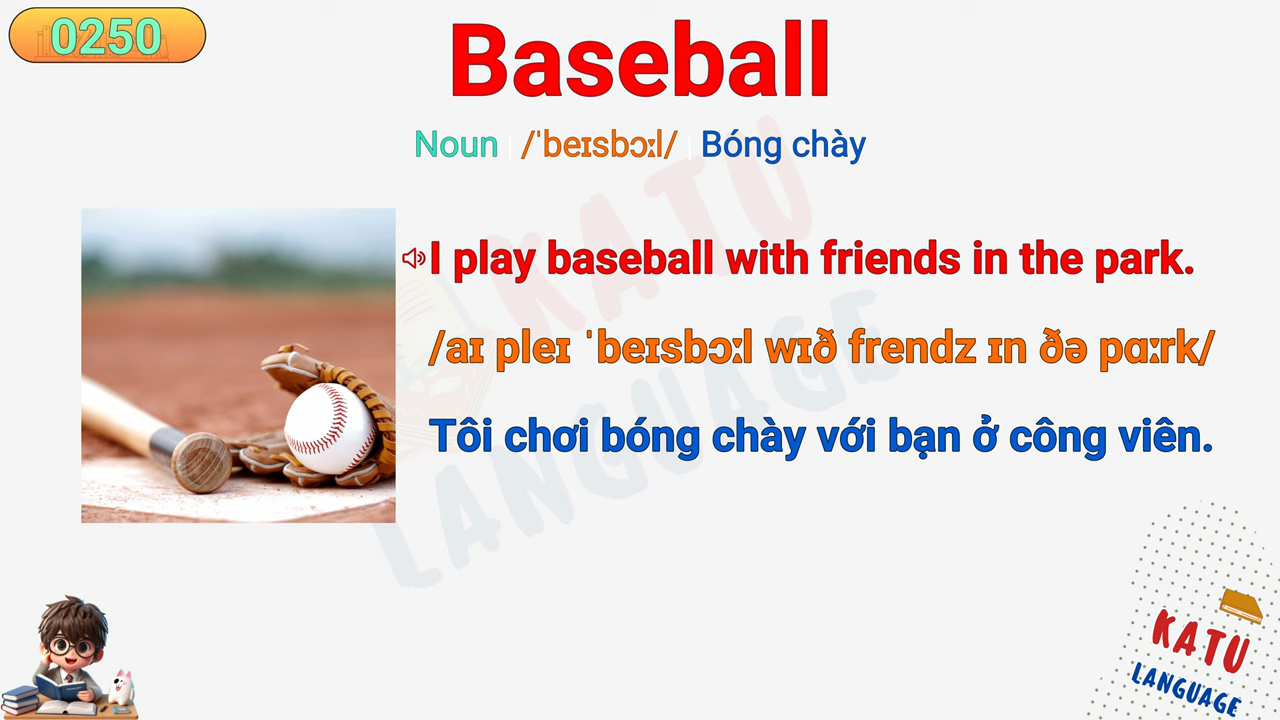 0250
Baseball
Noun | /ˈbeɪsbɔːl/ | Bóng chày
I play baseball with friends in the park.
/aɪ pleɪ ˈbeɪsbɔːl wɪð frendz ɪn ðə pɑːrk/
Tôi chơi bóng chày với bạn ở công viên.
KATU
LANGUAGE
KATU
LANGUAGE